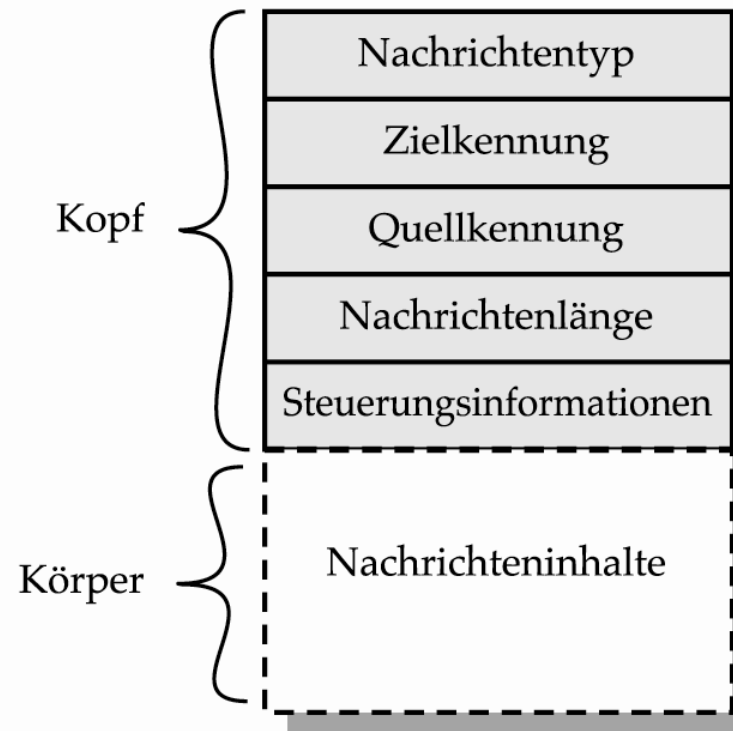 Nachrichtentyp
Zielkennung
Kopf
Quellkennung
Nachrichtenlänge
Steuerungsinformationen
Körper
Nachrichteninhalte